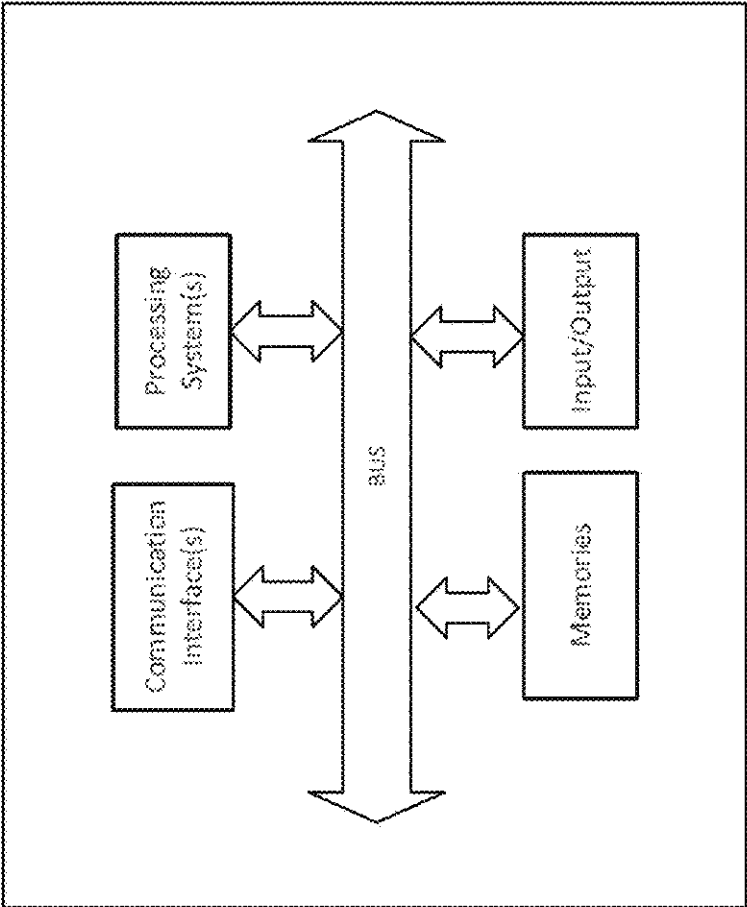 Communication
Interface(s)
Processing
System(s)
BUS
Memories
Input/Output